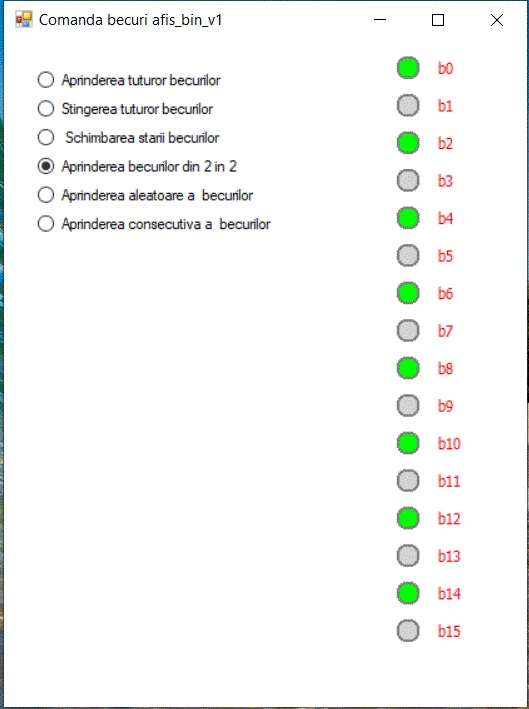 Comanda becuri afis_bin_v1
Aprinderea tuturor becurilor
Stingerea tuturor becurilor
Schimbarea starii becurilor
Aprinderea becurilor din 2 in 2
Aprinderea aleatoare a  becurilor
Aprinderea consecutiva a  becurilor
b0
b1
b2
b3
b4
b5
b6
b7
b8
b9
b10
b11
b12
b13
b14
b15